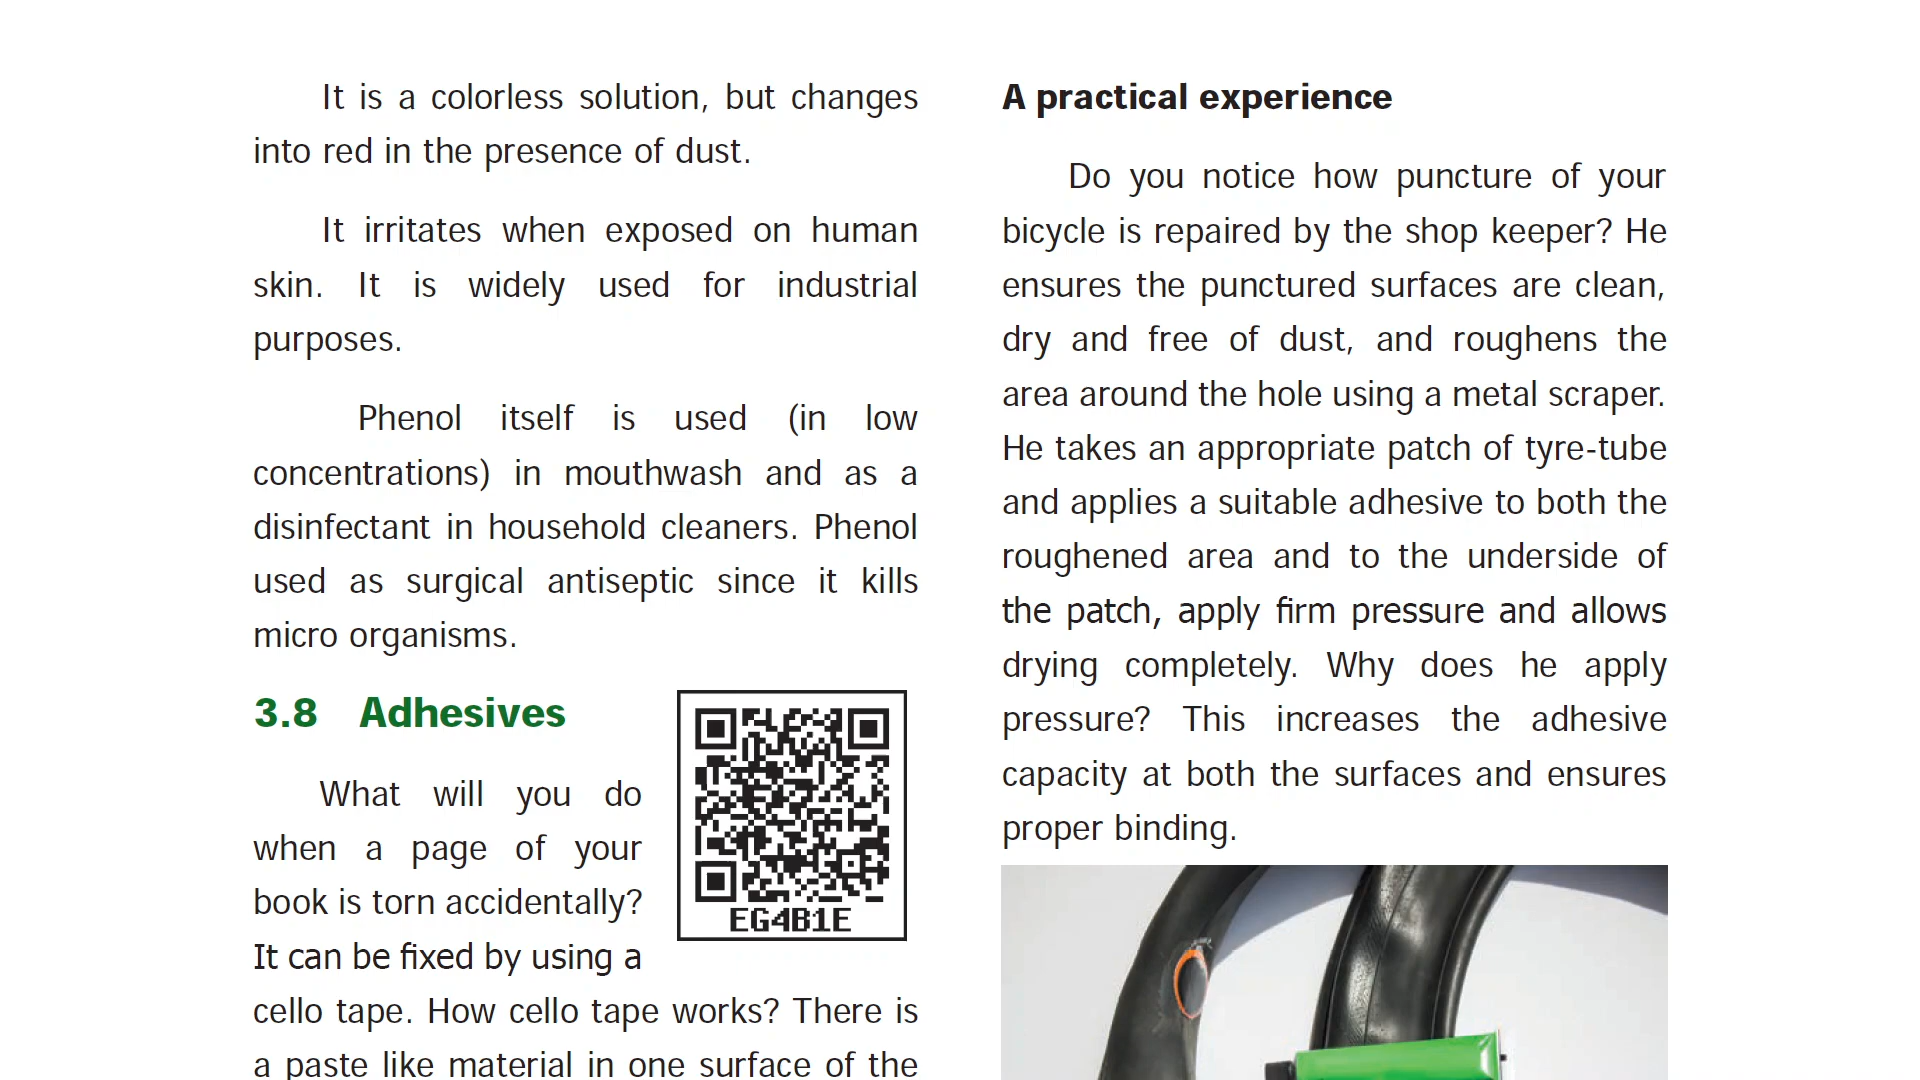 It is a colorless solution, but changes
into red in the presence of dust.
It irritates when exposed on human
skin. It is widely used for industrial
purposes.
Phenol itself is used (in low
concentrations) in mouthwash and as a
disinfectant in household cleaners. Phenol
used as surgical antiseptic since it kills
micro organisms.
3.8 Adhesives
What will you do
when a page of your
book is torn accidentally?
It can be fixed by using a
cello tape. How cello tape works? There is
a paste like material in one surface of the
EG4B1E
A practical experience
Do you notice how puncture of your
bicycle is repaired by the shop keeper? He
ensures the punctured surfaces are clean,
dry and free of dust, and roughens the
area around the hole using a metal scraper.
He takes an appropriate patch of tyre-tube
and applies a suitable adhesive to both the
roughened area and to the underside of
the patch, apply firm pressure and allows
drying completely. Why does he apply
pressure? This increases the adhesive
capacity at both the surfaces and ensures
proper binding.